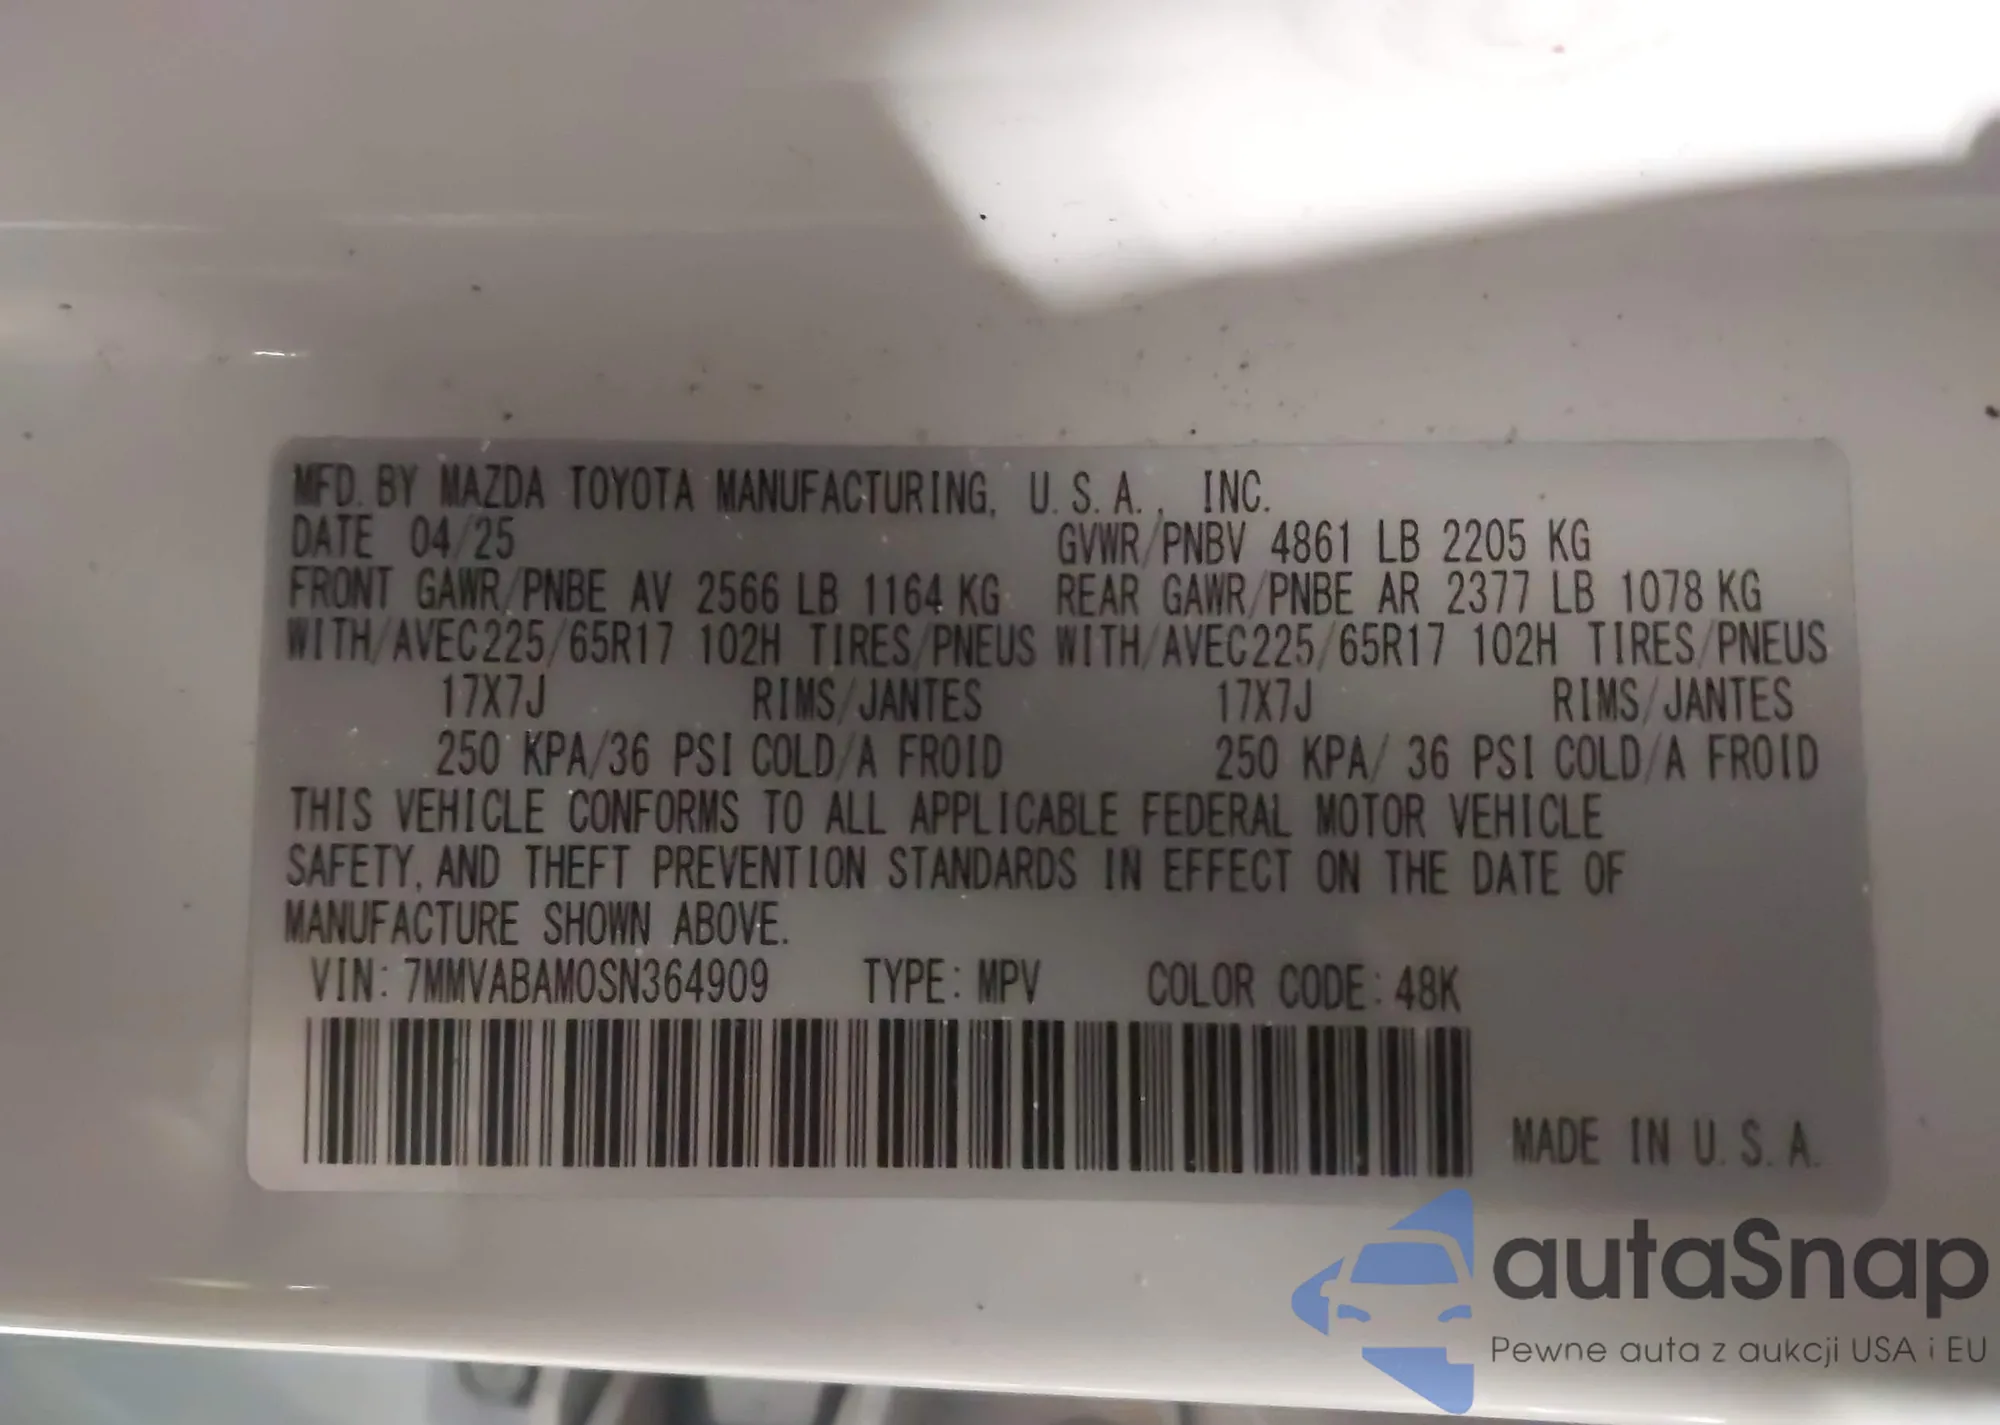 MFD. BY MAZDA TOYOTA MANUFACTURING, U.S.A., INC.
DATE 04/25 GVWR/PNBV 4861 LB 2205 KG
FRONT GAWR/PNBE AV 2566 LB 1164 KG REAR GAWR/PNBE AR 2377 LB 1078 KG
WITH/AVEC225/65R17 102H TIRES/PNEUS WITH/AVEC225/65R17 102H TIRES/PNEUS
17X7J RIMS/JANTES 17X7J RIMS/JANTES
250 KPA/36 PSI COLD/A FROID 250 KPA/ 36 PSI COLD/A FROID
THIS VEHICLE CONFORMS TO ALL APPLICABLE FEDERAL MOTOR VEHICLE
SAFETY, AND THEFT PREVENTION STANDARDS IN EFFECT ON THE DATE OF
MANUFACTURE SHOWN ABOVE.
VIN: 7MMVABAM0SN364909 TYPE: MPV COLOR CODE: 48K
MADE IN U.S.A.
autaSnap
Pewne auta z aukcji USA i EU